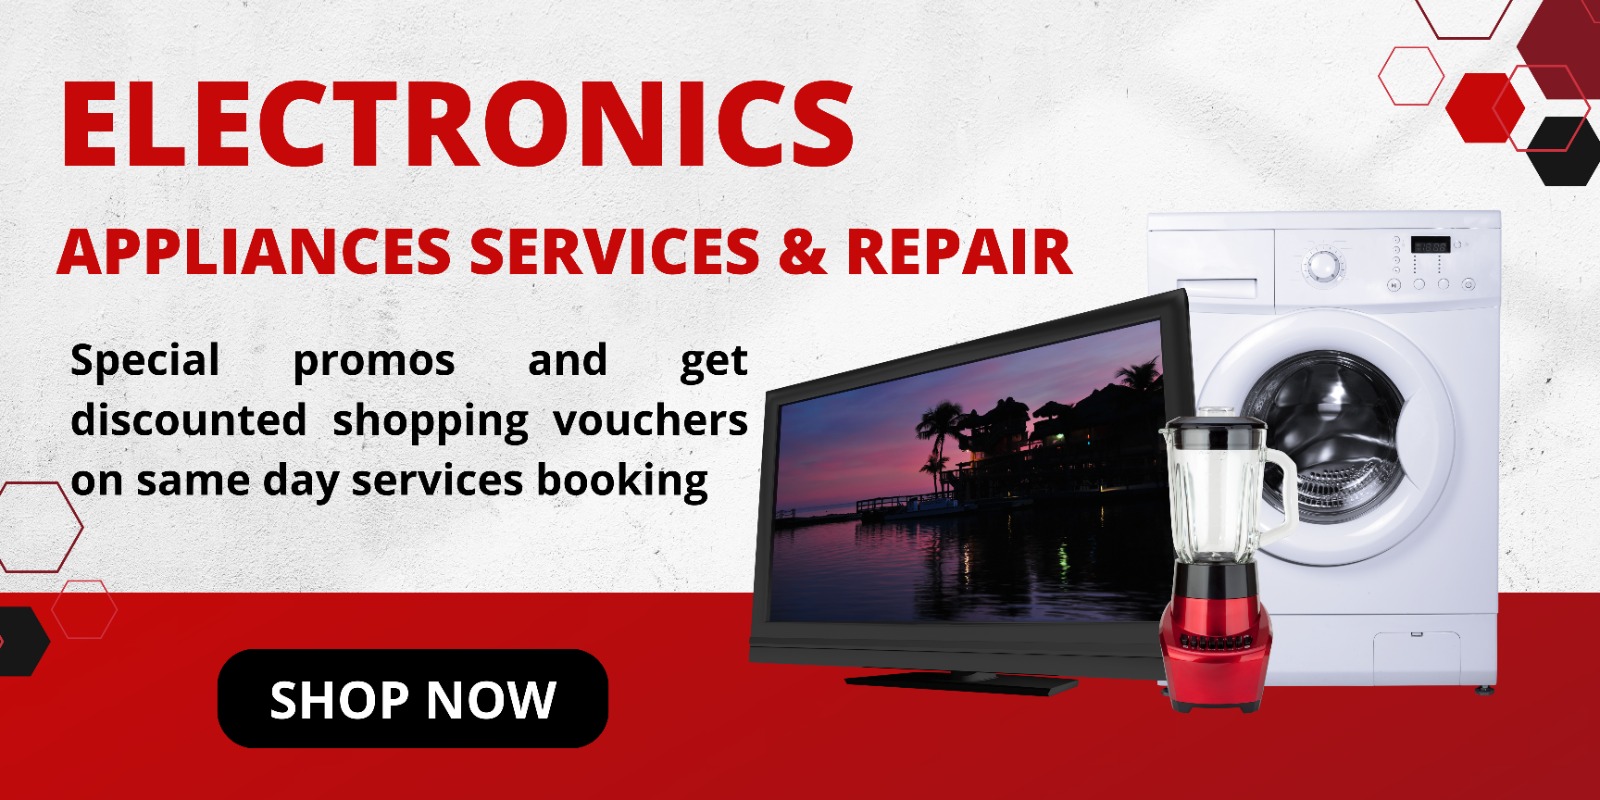 ELECTRONICS
APPLIANCES SERVICES & REPAIR
Special promos and get
discounted shopping vouchers
on same day services booking
SHOP NOW